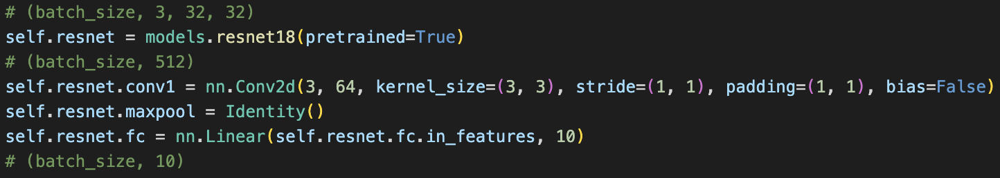 # (batch_size, 3, 32, 32)
self.resnet = models.resnet18(pretrained=True)
# (batch_size, 512)
self.resnet.conv1 = nn.Conv2d(3, 64, kernel_size=(3, 3), stride=(1, 1), padding=(1, 1), bias=False)
self.resnet.maxpool = Identity()
self.resnet.fc = nn.Linear(self.resnet.fc.in_features, 10)
# (batch_size, 10)